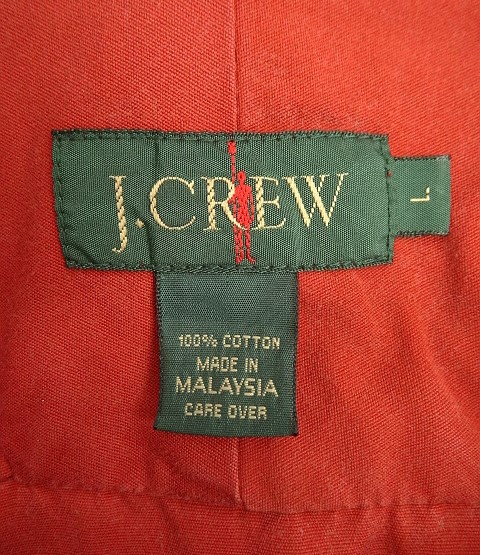 J.CREW
L
100% COTTON
MADE IN
MALAYSIA
CARE OVER